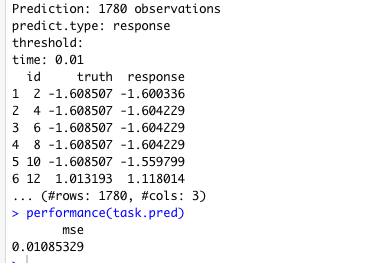 Prediction: 1780 observations
predict.type: response
threshold:
time: 0.01
  id     truth  response
1  2 -1.608507 -1.600336
2  4 -1.608507 -1.604229
3  6 -1.608507 -1.604229
4  8 -1.608507 -1.604229
5 10 -1.608507 -1.559799
6 12  1.013193  1.118014
... (#rows: 1780, #cols: 3)
> performance(task.pred)
       mse
0.01085329
>